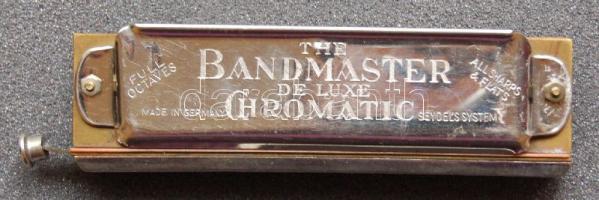 FULL
OCTAVES
THE
BANDMASTER
DE LUXE
CHROMATIC
ALL SHARPS
& FLATS
MADE IN GERMANY
SEYDEL'S SYSTEM